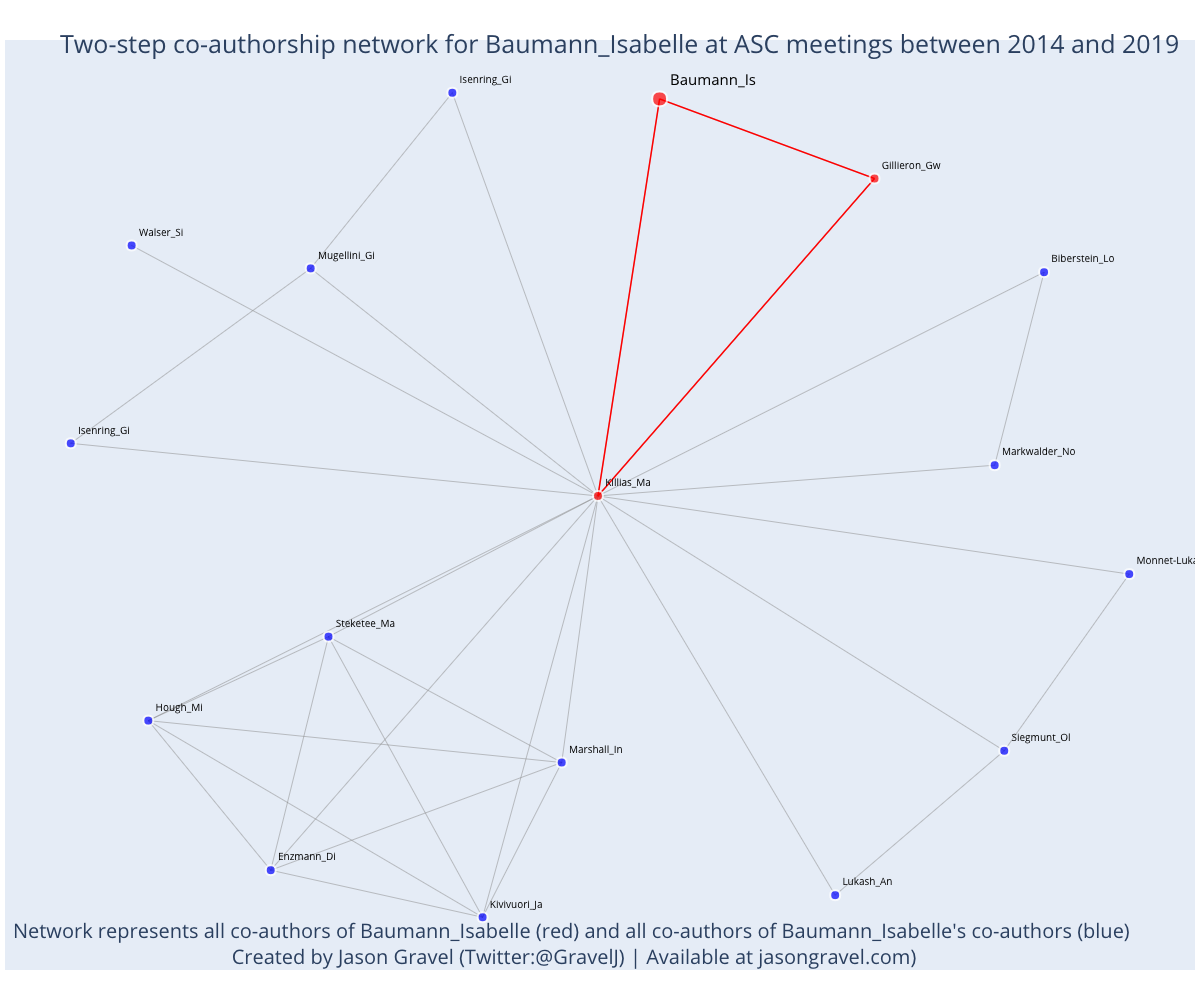 Two-step co-authorship network for Baumann_Isabelle at ASC meetings between 2014 and 2019
Isenring_Gi
Baumann_Is
Gillieron_Gw
Walser_Si
Mugellini_Gi
Biberstein_Lo
Isenring_Gi
Markwalder_No
Killias_Ma
Monnet-Luka
Steketee_Ma
Hough_Mi
Siegmunt_Ol
Marshall_In
Enzmann_Di
Lukash_An
Kivivuori_Ja
Network represents all co-authors of Baumann_Isabelle (red) and all co-authors of Baumann_Isabelle's co-authors (blue)
Created by Jason Gravel (Twitter:@GravelJ) | Available at jasongravel.com)